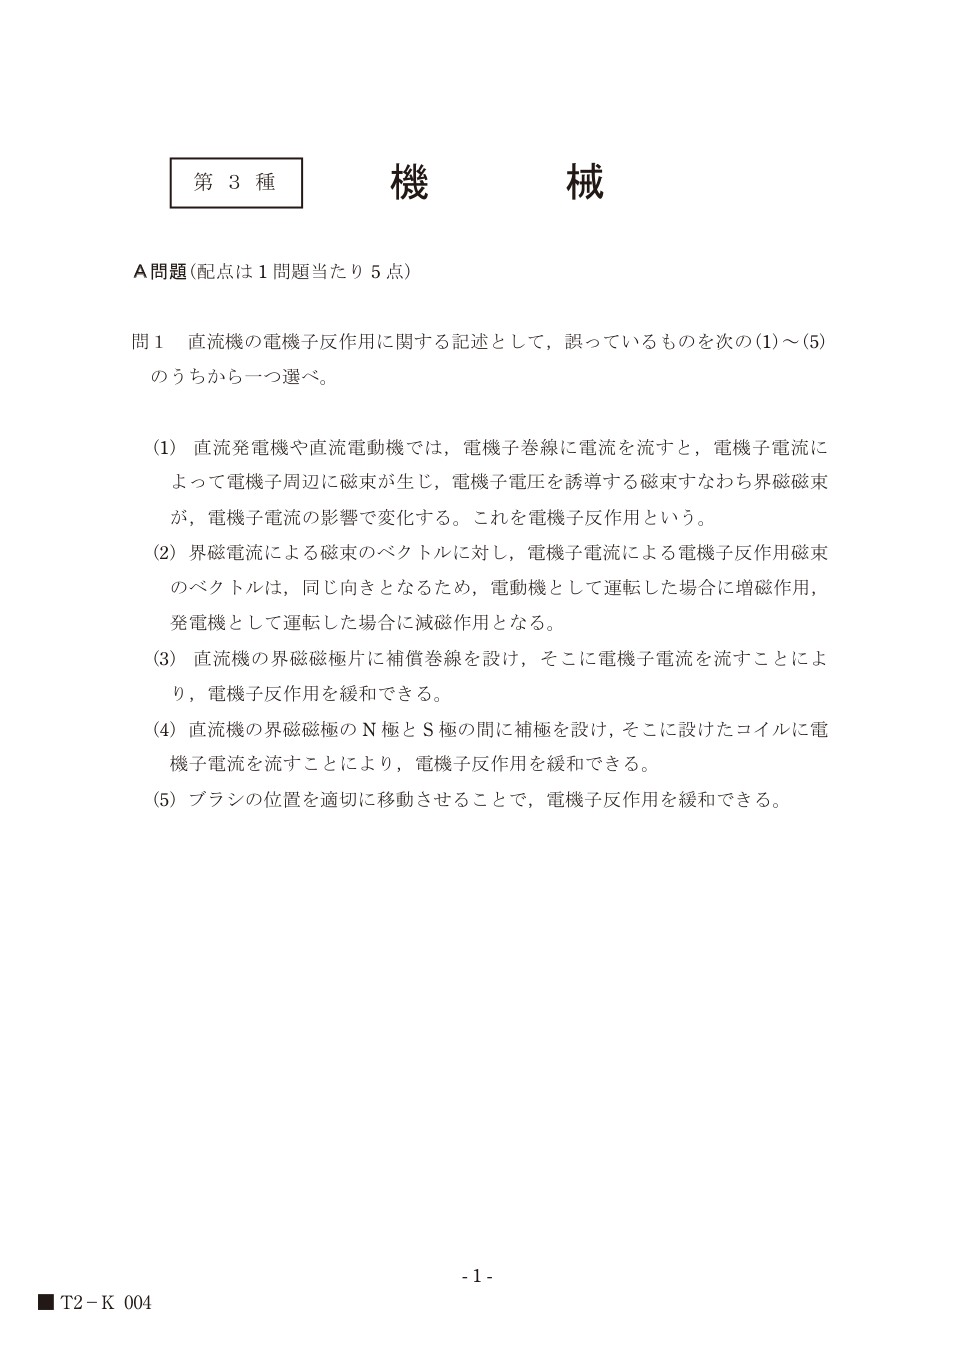 第 3 種
機 械
A問題(配点は 1 問題当たり 5 点)
問 1 直流機の電機子反作用に関する記述として，誤っているものを次の(1)～(5)
のうちから一つ選べ。
(1) 直流発電機や直流電動機では，電機子巻線に電流を流すと，電機子電流に
よって電機子周辺に磁束が生じ，電機子電圧を誘導する磁束すなわち界磁磁束
が，電機子電流の影響で変化する。これを電機子反作用という。
(2) 界磁電流による磁束のベクトルに対し，電機子電流による電機子反作用磁束
のベクトルは，同じ向きとなるため，電動機として運転した場合に増磁作用，
発電機として運転した場合に減磁作用となる。
(3) 直流機の界磁磁極片に補償巻線を設け，そこに電機子電流を流すことによ
り，電機子反作用を緩和できる。
(4) 直流機の界磁磁極の N 極と S 極の間に補極を設け，そこに設けたコイルに電
機子電流を流すことにより，電機子反作用を緩和できる。
(5) ブラシの位置を適切に移動させることで，電機子反作用を緩和できる。
- 1 -
■ T2－K 004